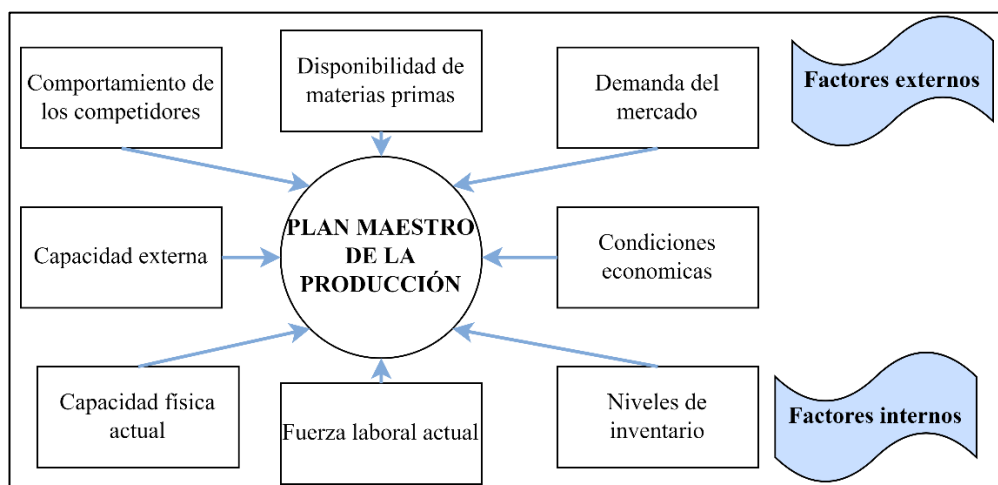 Comportamiento de
los competidores
Disponibilidad de
materias primas
Demanda del
mercado
Factores externos
Capacidad externa
PLAN MAESTRO
DE LA
PRODUCCIÓN
Condiciones
economicas
Capacidad física
actual
Fuerza laboral actual
Niveles de
inventario
Factores internos